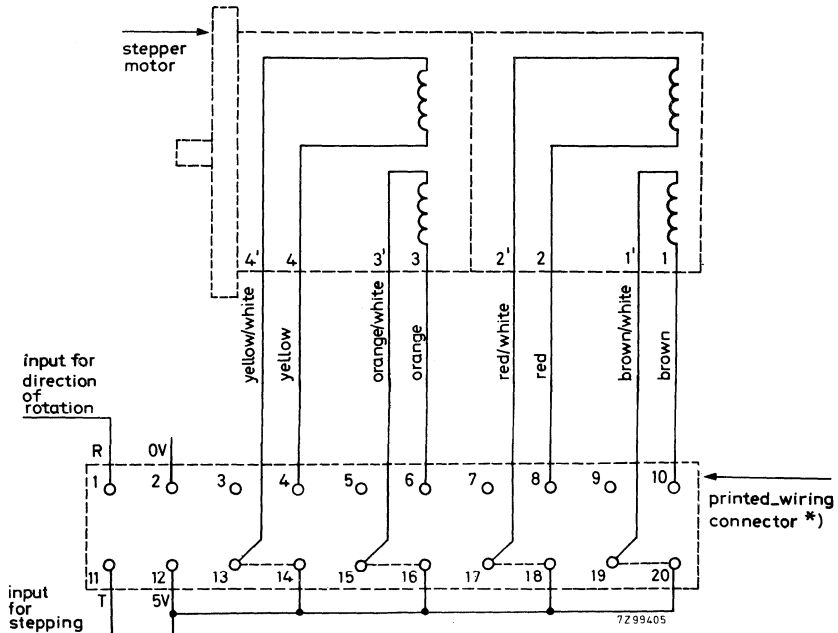 stepper
motor
4' 4 3' 3 2' 2 1' 1
yellow/white
yellow
orange/white
orange
red/white
red
brown/white
brown
input for
direction
of
rotation
R 0V
1 2 3 4 5 6 7 8 9 10
printed_wiring
connector *)
11 12 13 14 15 16 17 18 19 20
T 5V
input
for
stepping
7Z99405